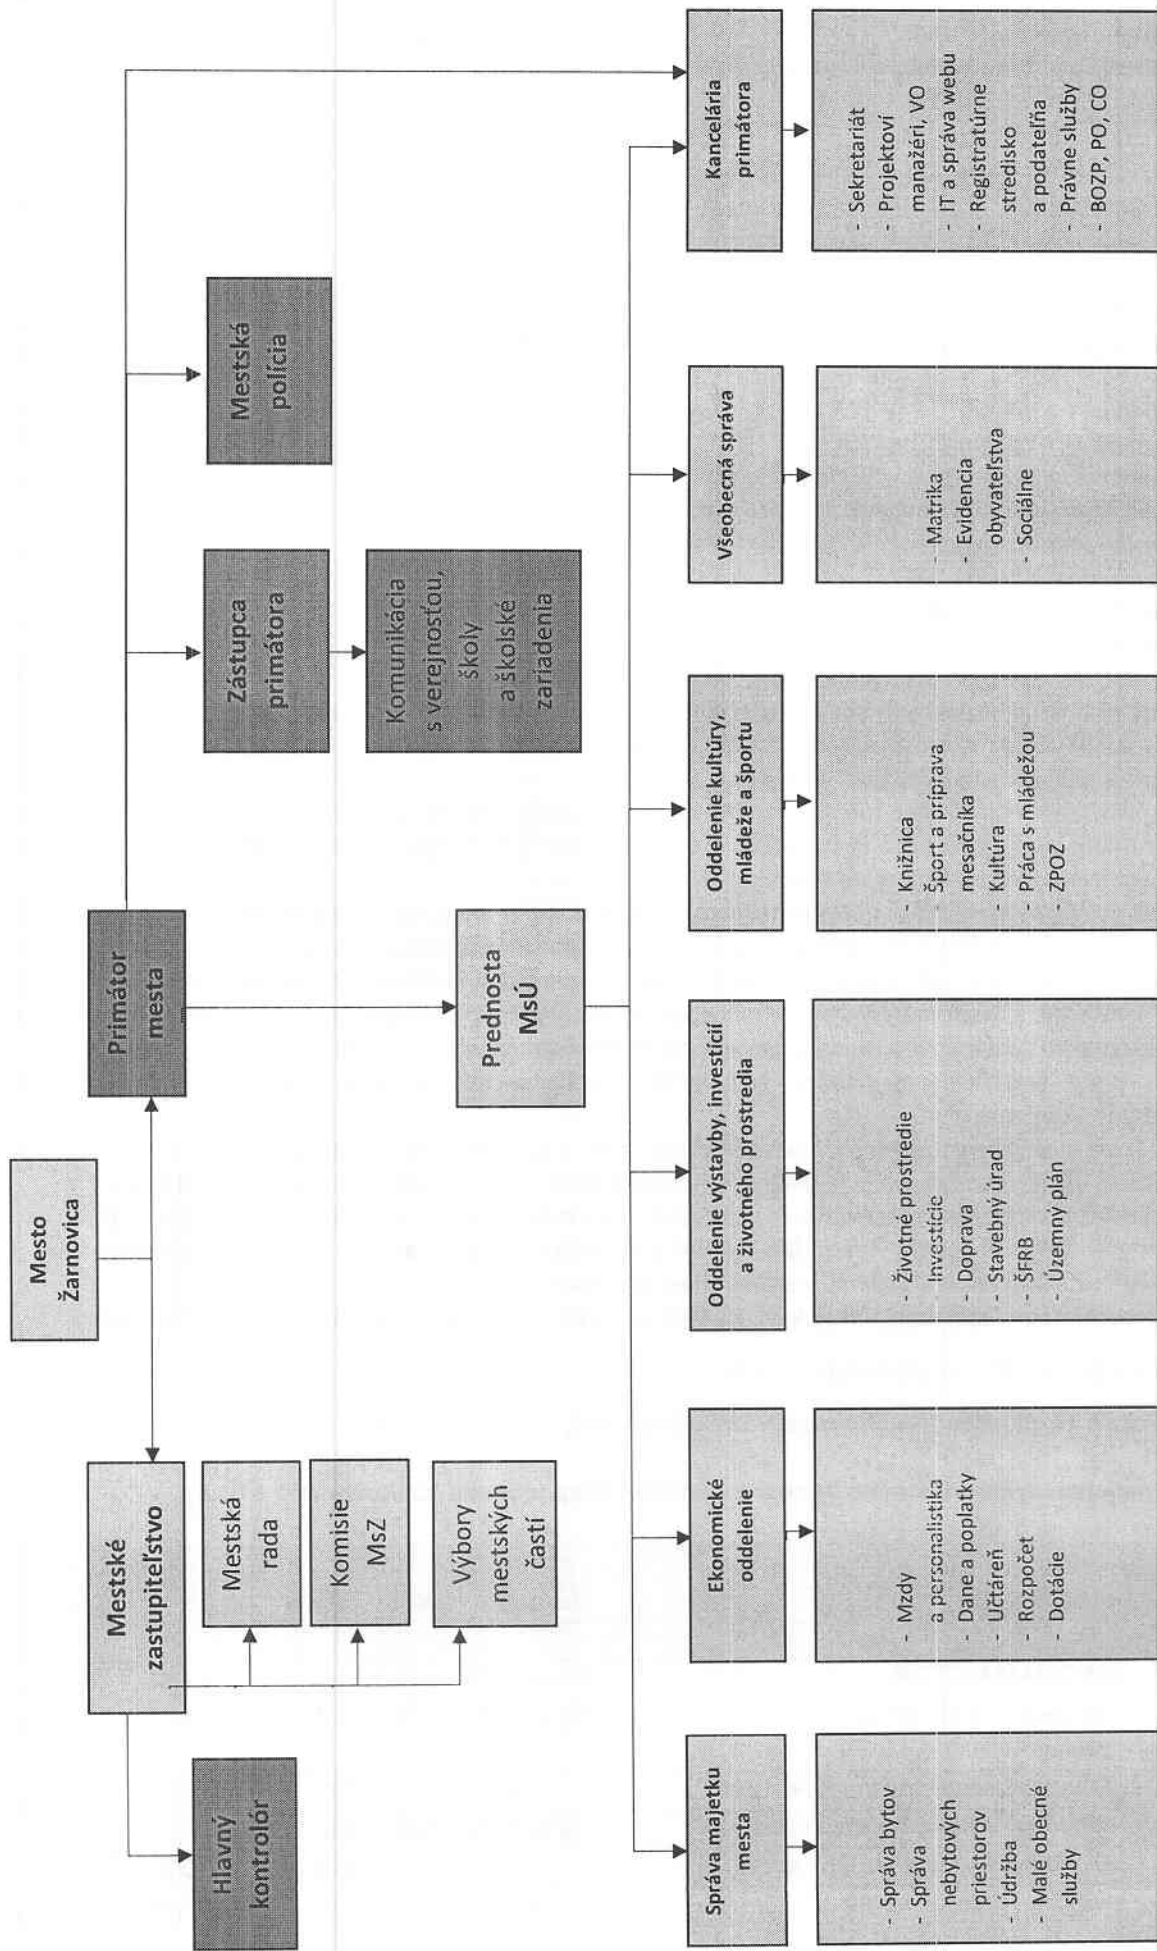 Mesto
Žarnovica
Mestské
zastupiteľstvo
Primátor
mesta
Hlavný
kontrolór
Mestská
rada
Komisie
MsZ
Výbory
mestských
častí
Zástupca
primátora
Mestská
polícia
Komunikácia
s verejnosťou,
školy
a školské
zariadenia
Prednosta
MsÚ
Správa majetku
mesta
Ekonomické
oddelenie
Oddelenie výstavby, investícií
a životného prostredia
Oddelenie kultúry,
mládeže a športu
Všeobecná správa
Kancelária
primátora
- Správa bytov
- Správa
nebytových
priestorov
- Údržba
- Malé obecné
služby
- Mzdy
a personalistika
- Dane a poplatky
- Učtáreň
- Rozpočet
- Dotácie
- Životné prostredie
- Investície
- Doprava
- Stavebný úrad
- ŠFRB
- Územný plán
- Knižnica
- Šport a príprava
mesačníka
- Kultúra
- Práca s mládežou
- ZPOZ
- Matrika
- Evidencia
obyvateľstva
- Sociálne
- Sekretariát
- Projektoví
manažéri, VO
- IT a správa webu
- Registratúrne
stredisko
a podateľňa
- Právne služby
- BOZP, PO, CO